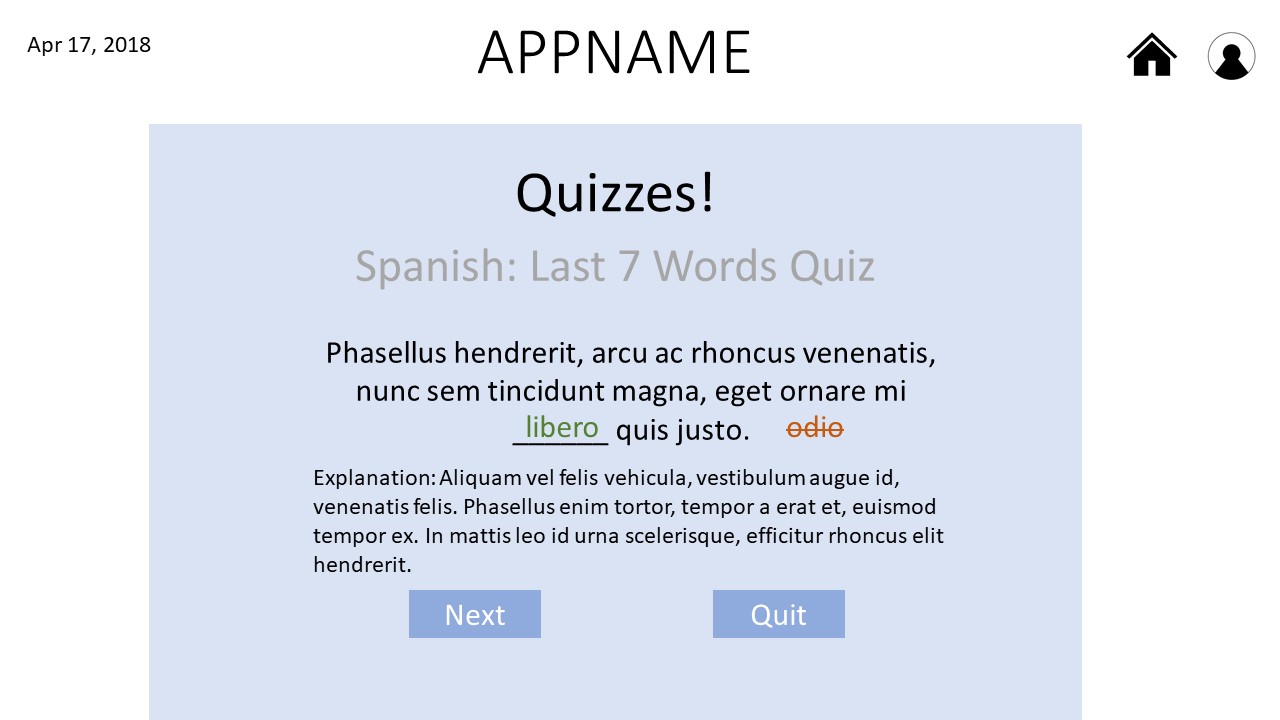 Apr 17, 2018
APPNAME
Quizzes!
Spanish: Last 7 Words Quiz
Phasellus hendrerit, arcu ac rhoncus venenatis,
nunc sem tincidunt magna, eget ornare mi
libero quis justo. odio
Explanation: Aliquam vel felis vehicula, vestibulum augue id,
venenatis felis. Phasellus enim tortor, tempor a erat et, euismod
tempor ex. In mattis leo id urna scelerisque, efficitur rhoncus elit
hendrerit.
Next Quit